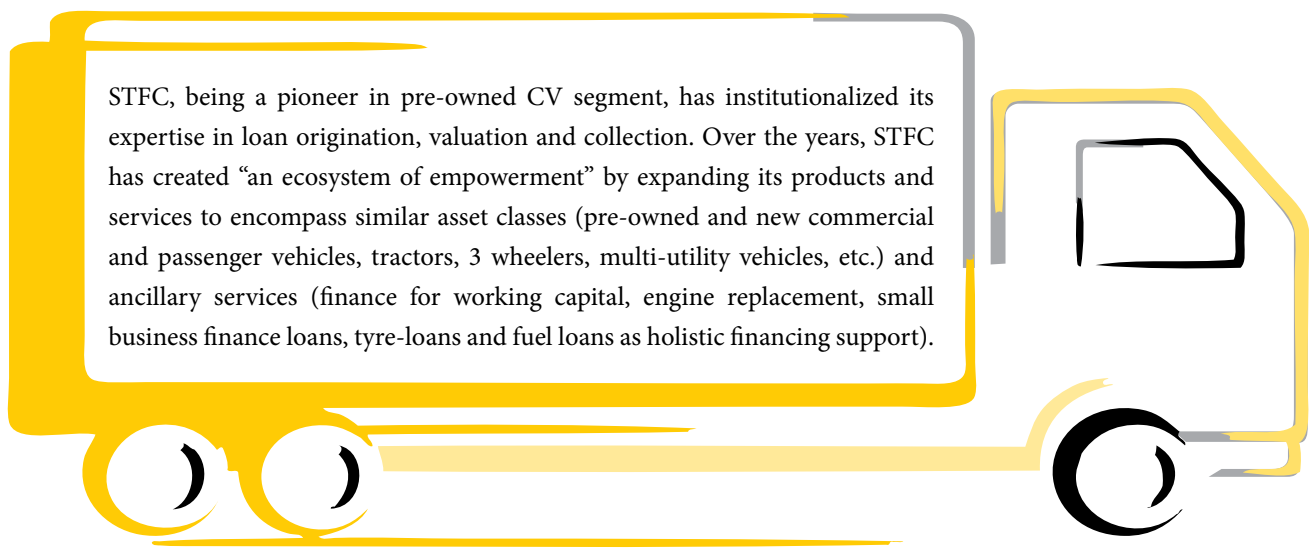 STFC, being a pioneer in pre-owned CV segment, has institutionalized its
expertise in loan origination, valuation and collection. Over the years, STFC
has created “an ecosystem of empowerment” by expanding its products and
services to encompass similar asset classes (pre-owned and new commercial
and passenger vehicles, tractors, 3 wheelers, multi-utility vehicles, etc.) and
ancillary services (finance for working capital, engine replacement, small
business finance loans, tyre-loans and fuel loans as holistic financing support).